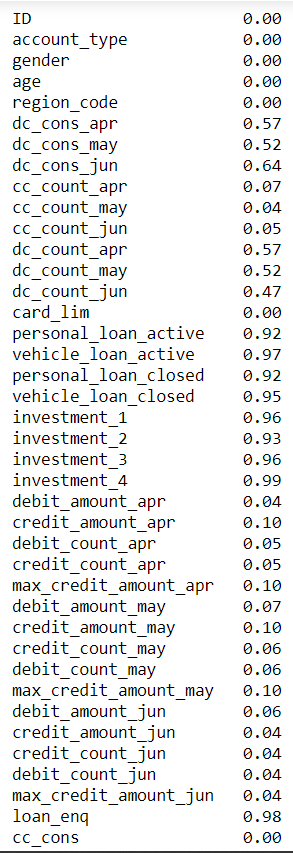 ID 0.00
account_type 0.00
gender 0.00
age 0.00
region_code 0.00
dc_cons_apr 0.57
dc_cons_may 0.52
dc_cons_jun 0.64
cc_count_apr 0.07
cc_count_may 0.04
cc_count_jun 0.05
dc_count_apr 0.57
dc_count_may 0.52
dc_count_jun 0.47
card_lim 0.00
personal_loan_active 0.92
vehicle_loan_active 0.97
personal_loan_closed 0.92
vehicle_loan_closed 0.95
investment_1 0.96
investment_2 0.93
investment_3 0.96
investment_4 0.99
debit_amount_apr 0.04
credit_amount_apr 0.10
debit_count_apr 0.05
credit_count_apr 0.05
max_credit_amount_apr 0.10
debit_amount_may 0.07
credit_amount_may 0.10
credit_count_may 0.06
debit_count_may 0.06
max_credit_amount_may 0.10
debit_amount_jun 0.06
credit_amount_jun 0.04
credit_count_jun 0.04
debit_count_jun 0.04
max_credit_amount_jun 0.04
loan_enq 0.98
cc_cons 0.00